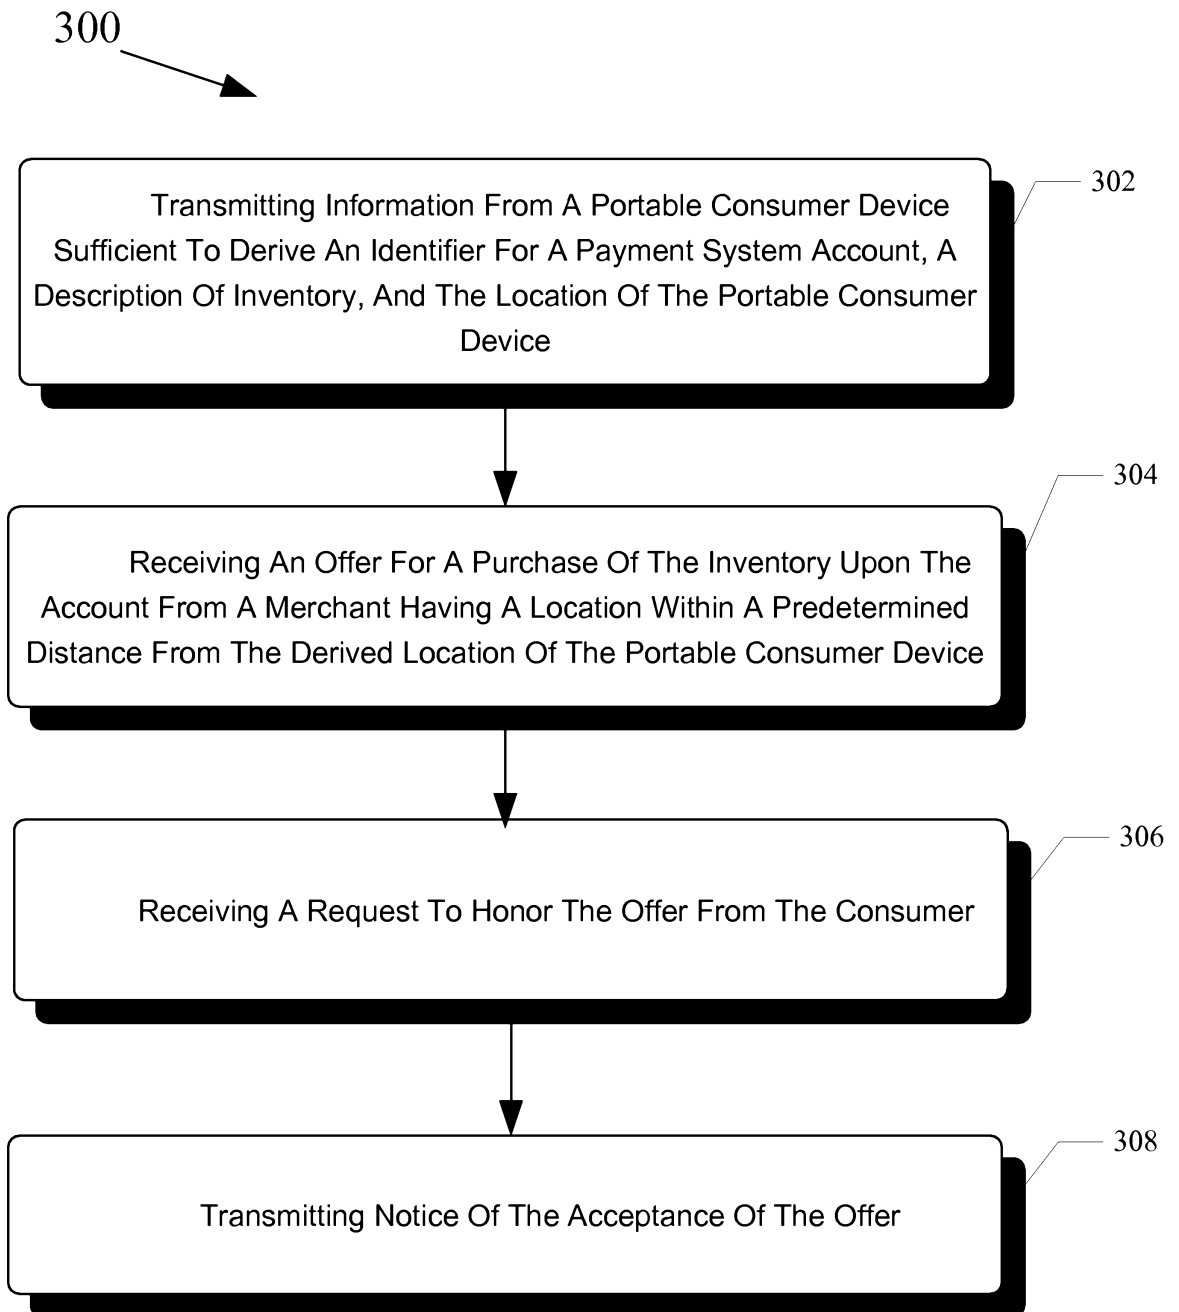 300
302
Transmitting Information From A Portable Consumer Device
Sufficient To Derive An Identifier For A Payment System Account, A
Description Of Inventory, And The Location Of The Portable Consumer
Device
304
Receiving An Offer For A Purchase Of The Inventory Upon The
Account From A Merchant Having A Location Within A Predetermined
Distance From The Derived Location Of The Portable Consumer Device
306
Receiving A Request To Honor The Offer From The Consumer
308
Transmitting Notice Of The Acceptance Of The Offer